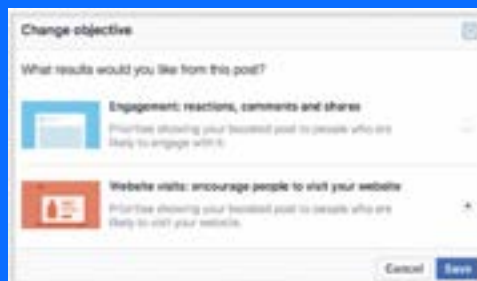 Change objective
What results would you like from this post?
Engagement: reactions, comments and shares
Prioritise showing your boosted post to people who are
likely to engage with it.
Website visits: encourage people to visit your website
Prioritise showing your boosted post to people who are
likely to visit your website.
Cancel Save